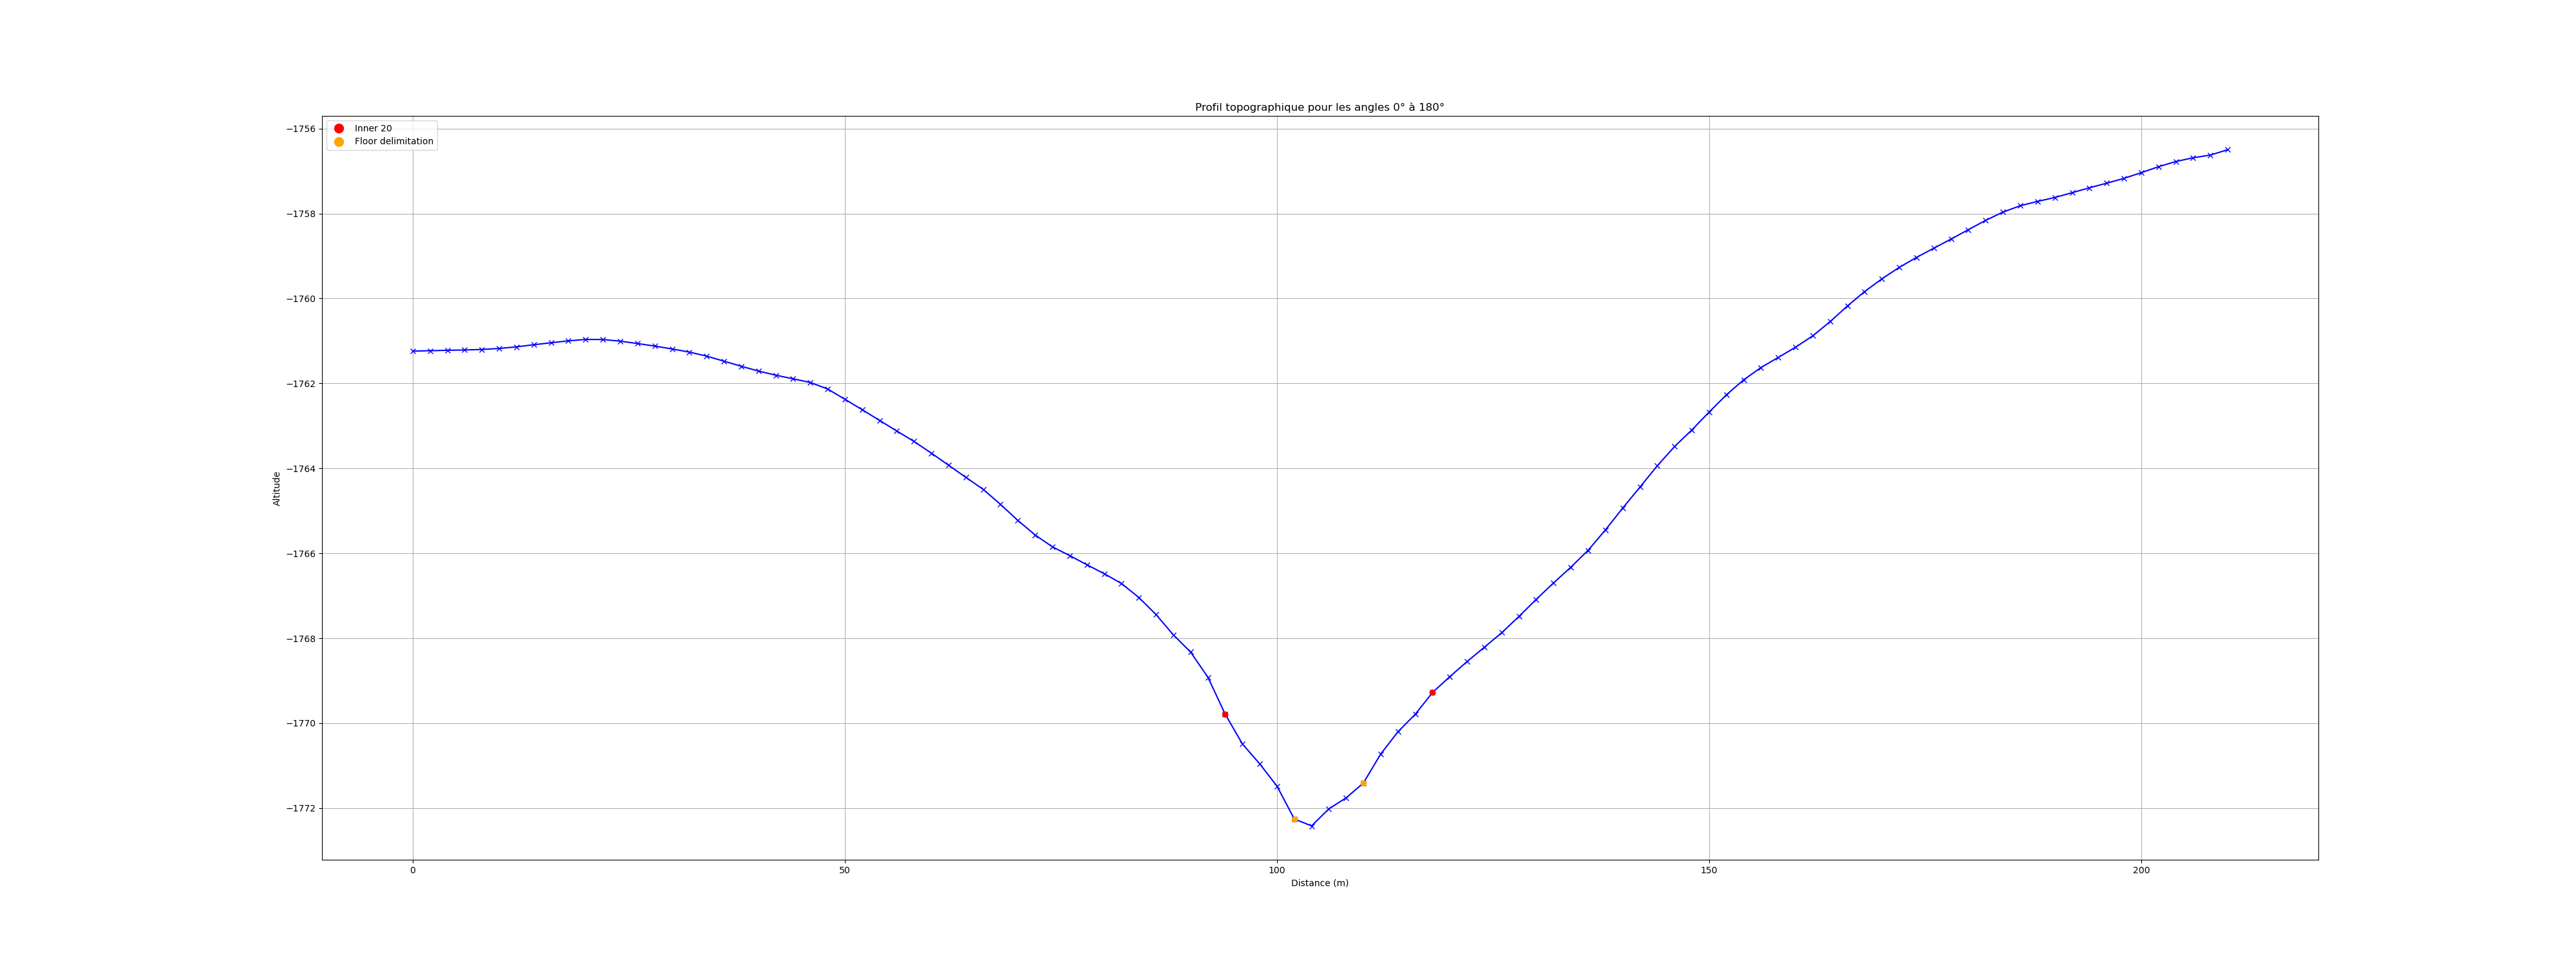 Profil topographique pour les angles 0° à 180°
Inner 20
Floor delimitation
−1756
−1758
−1760
−1762
−1764
−1766
−1768
−1770
−1772
Altitude
0 50 100 150 200
Distance (m)